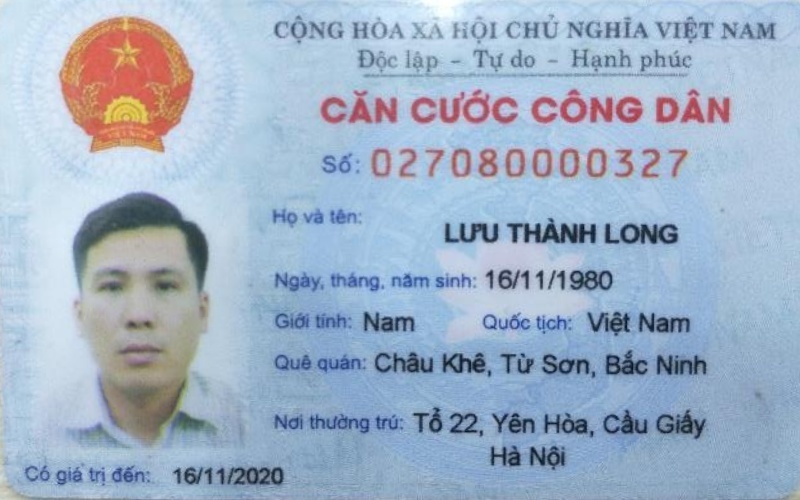 CỘNG HÒA XÃ HỘI CHỦ NGHĨA VIỆT NAM
Độc lập - Tự do - Hạnh phúc
CĂN CƯỚC CÔNG DÂN
Số: 027080000327
Họ và tên:
LƯU THÀNH LONG
Ngày, tháng, năm sinh: 16/11/1980
Giới tính: Nam Quốc tịch: Việt Nam
Quê quán: Châu Khê, Từ Sơn, Bắc Ninh
Nơi thường trú: Tổ 22, Yên Hòa, Cầu Giấy
Hà Nội
Có giá trị đến: 16/11/2020